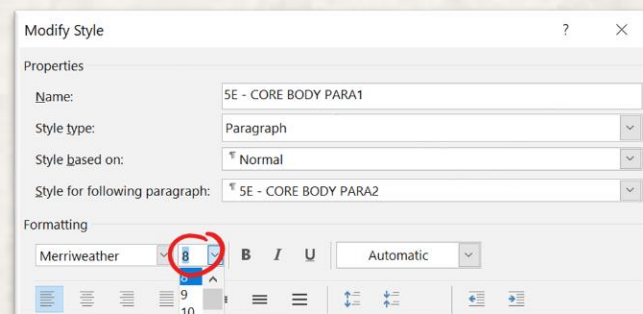 Modify Style ? ×
Properties
Name: 5E - CORE BODY PARA1
Style type: Paragraph
Style based on: ¶ Normal
Style for following paragraph: ¶ 5E - CORE BODY PARA2
Formatting
Merriweather 8 B I U Automatic
8
9
10